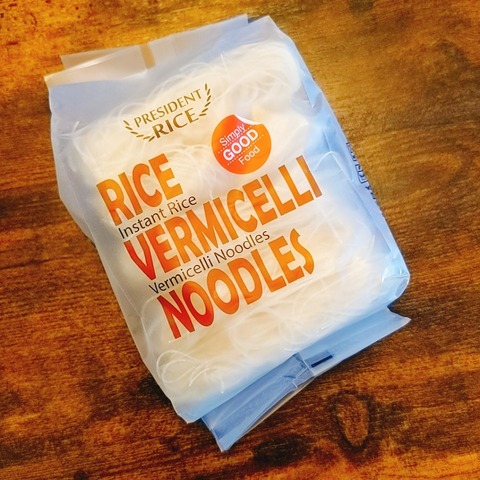 PRESIDENT
RICE
Simply
GOOD
Food
RICE
Instant Rice
VERMICELLI
Vermicelli Noodles
NOODLES